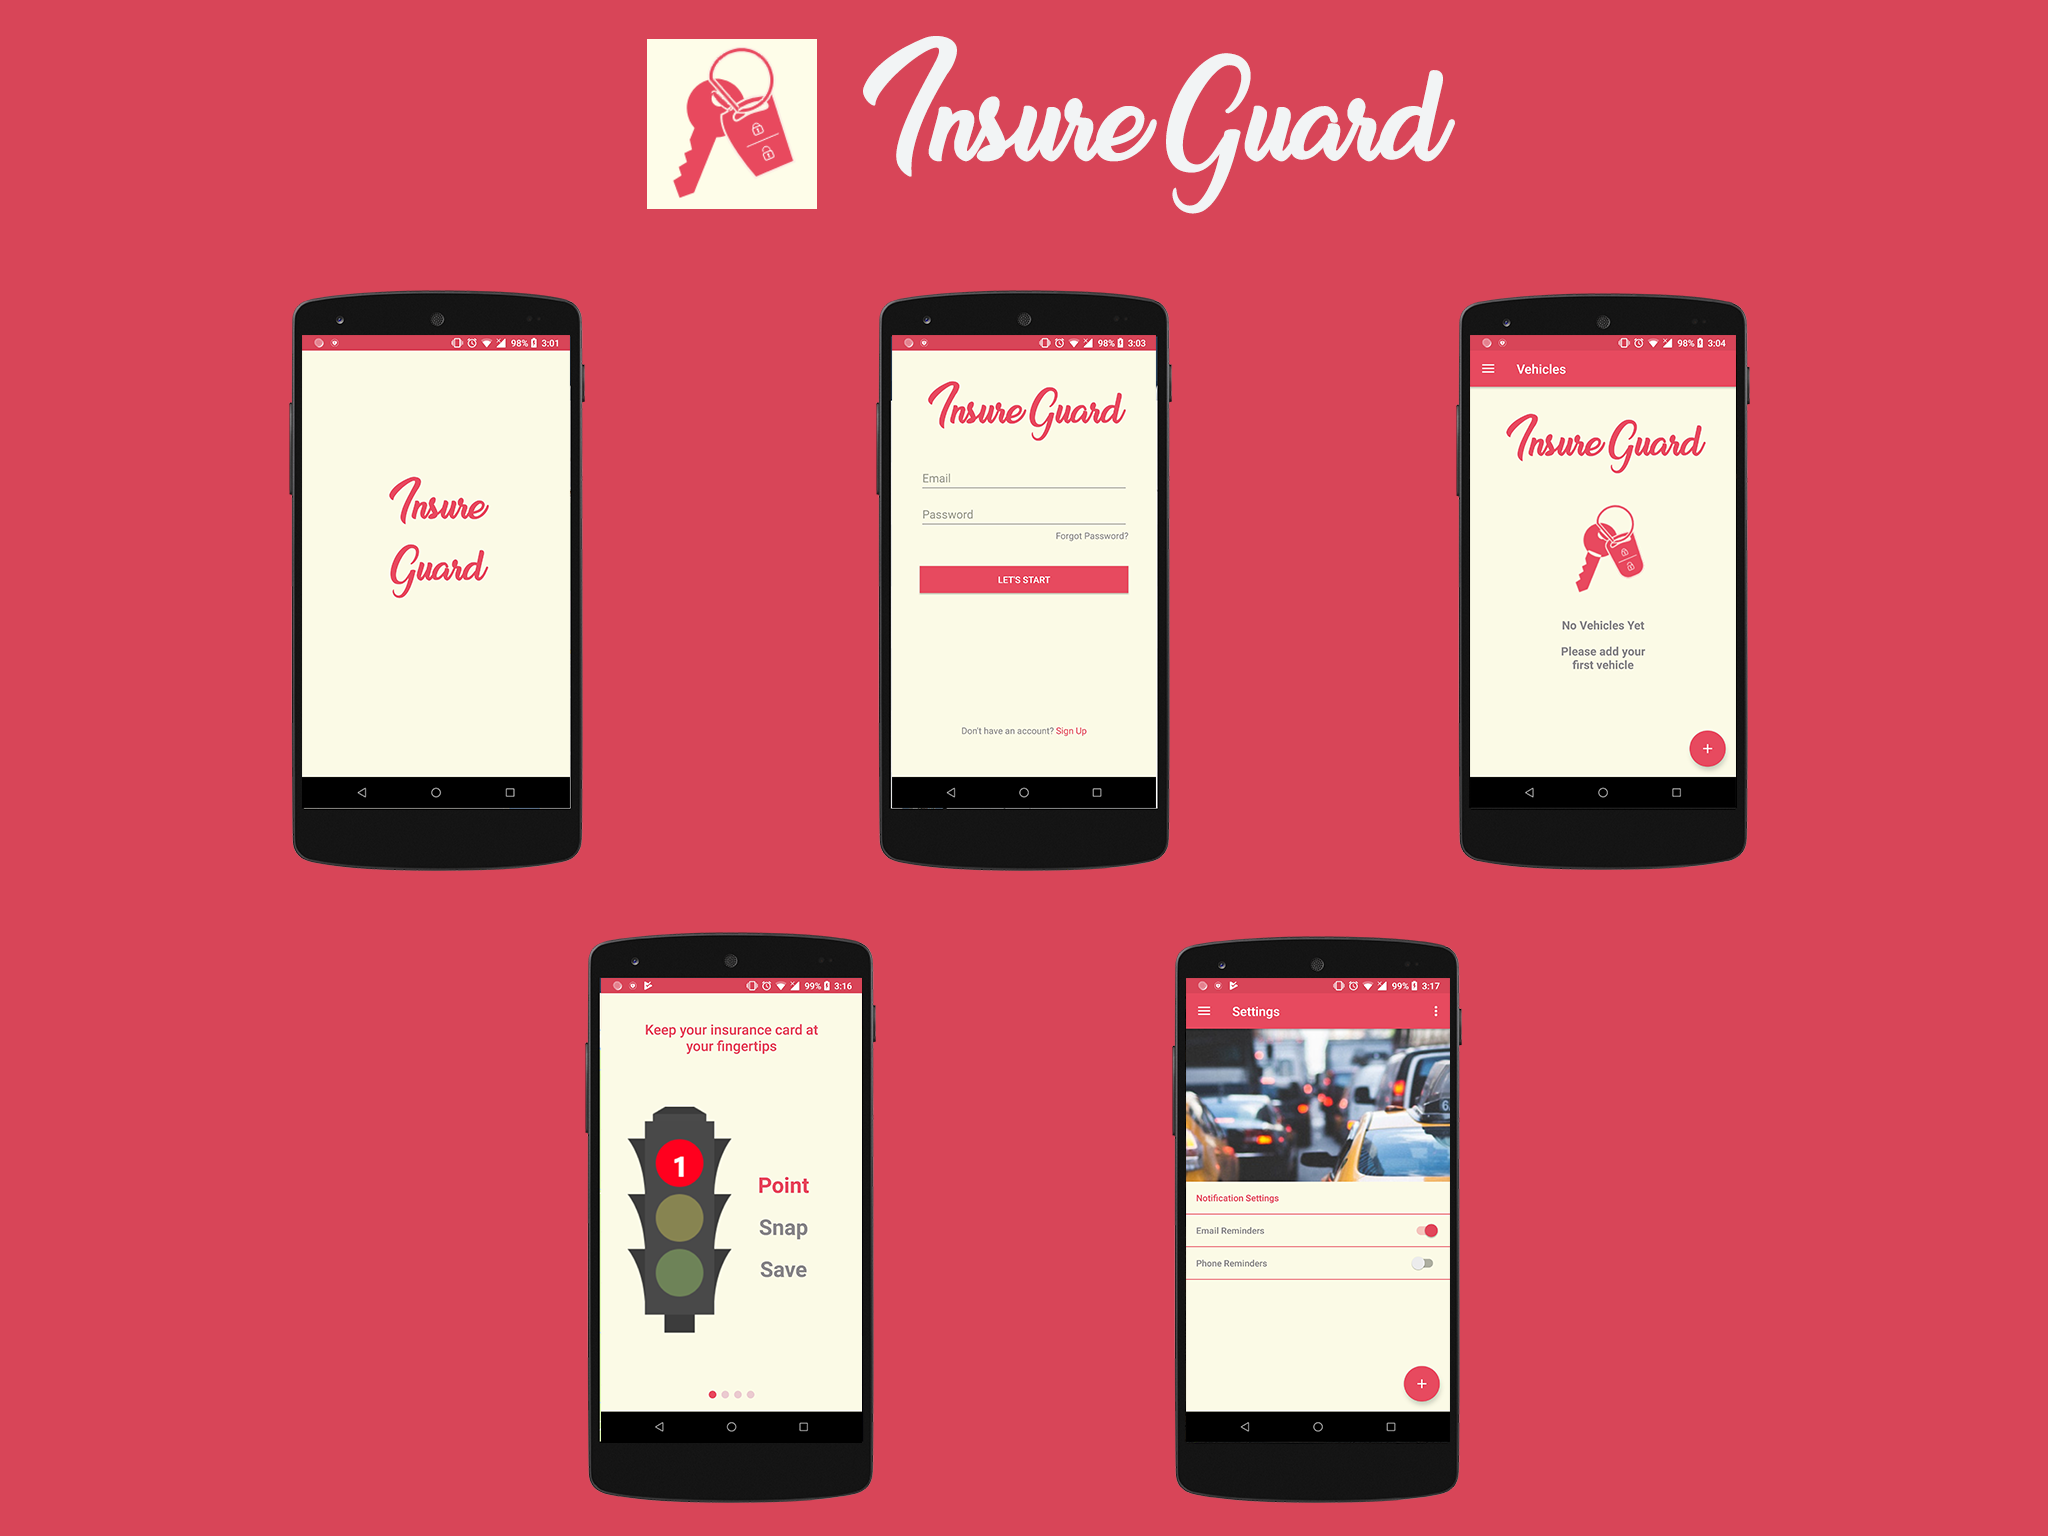 Insure Guard
98% 3:01
Insure
Guard
98% 3:03
Insure Guard
Email
Password
Forgot Password?
LET'S START
Don't have an account? Sign Up
98% 3:04
Vehicles
Insure Guard
No Vehicles Yet
Please add your
first vehicle
+
99% 3:16
Keep your insurance card at
your fingertips
1
Point
Snap
Save
99% 3:17
Settings
Notification Settings
Email Reminders
Phone Reminders
+